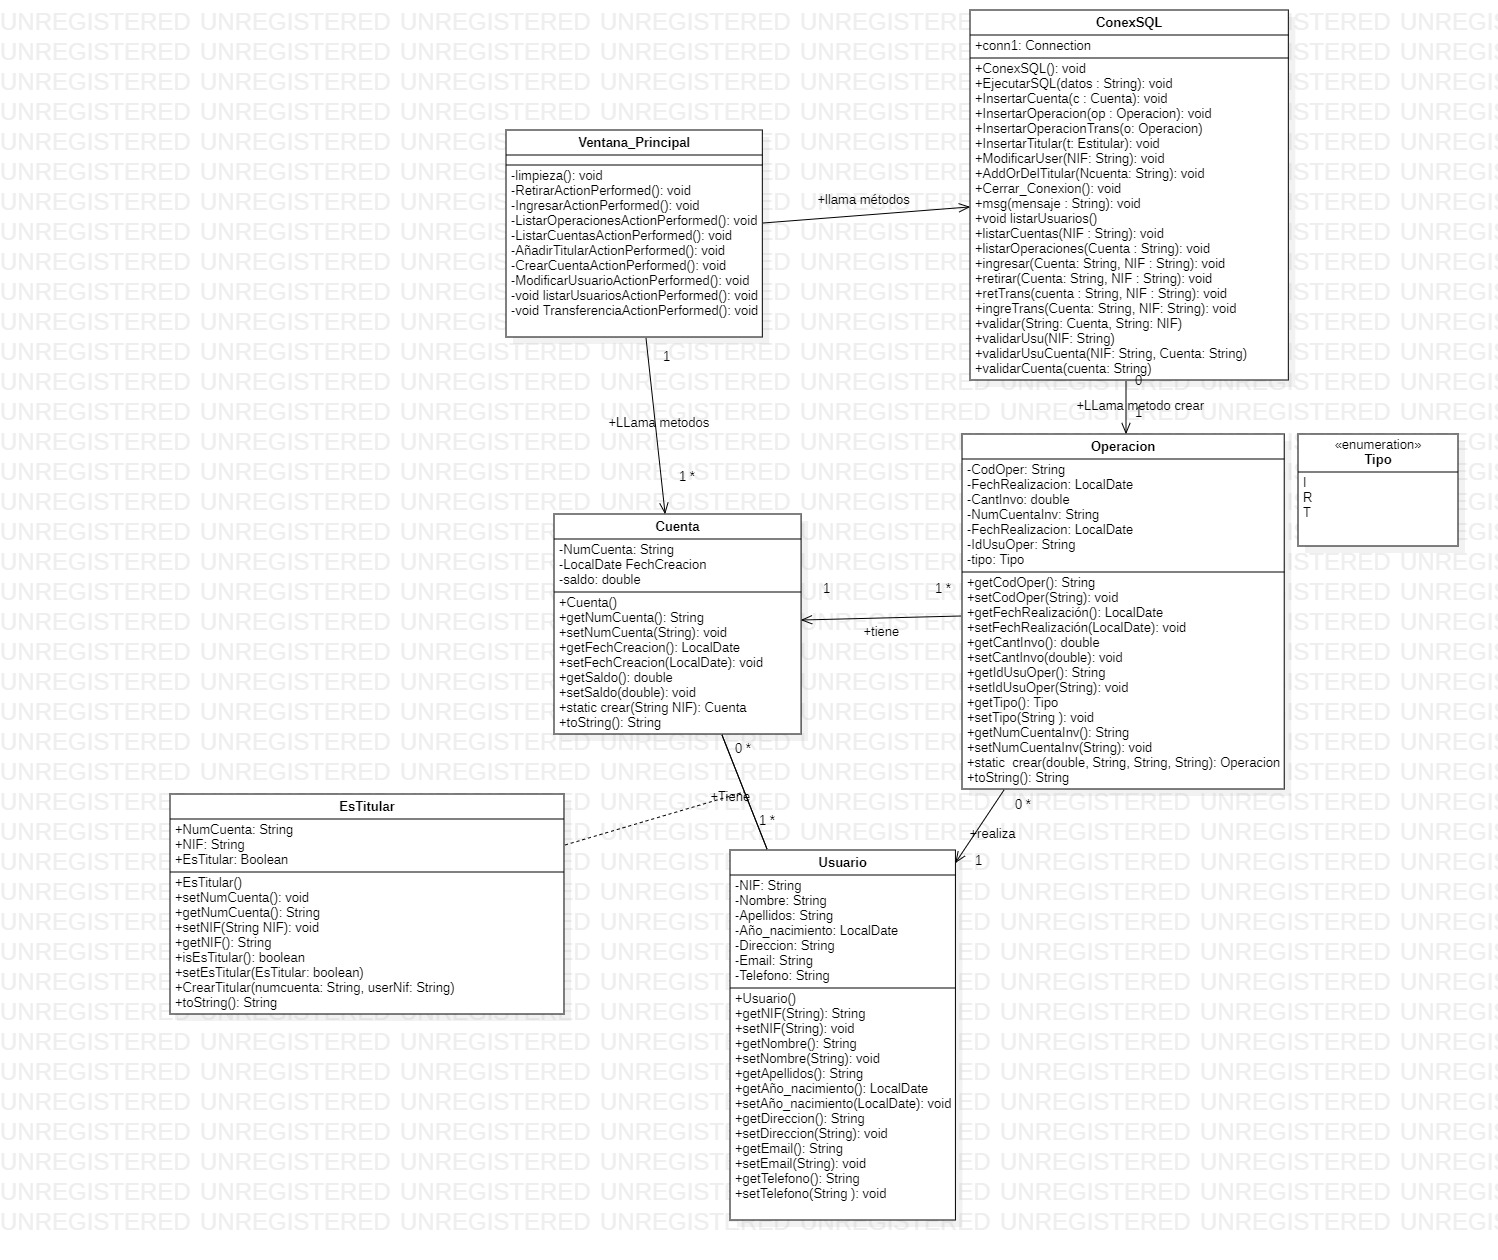 ConexSQL
+conn1: Connection
+ConexSQL(): void
+EjecutarSQL(datos : String): void
+InsertarCuenta(c : Cuenta): void
+InsertarOperacion(op : Operacion): void
+InsertarOperacionTrans(o: Operacion)
+InsertarTitular(t: Estitular): void
+ModificarUser(NIF: String): void
+AddOrDelTitular(Ncuenta: String): void
+Cerrar_Conexion(): void
+msg(mensaje : String): void
+void listarUsuarios()
+listarCuentas(NIF : String): void
+listarOperaciones(Cuenta : String): void
+ingresar(Cuenta: String, NIF : String): void
+retirar(Cuenta: String, NIF : String): void
+retTrans(cuenta : String, NIF : String): void
+ingreTrans(Cuenta: String, NIF: String): void
+validar(String: Cuenta, String: NIF)
+validarUsu(NIF: String)
+validarUsuCuenta(NIF: String, Cuenta: String)
+validarCuenta(cuenta: String)
Ventana_Principal
-limpieza(): void
-RetirarActionPerformed(): void
-IngresarActionPerformed(): void
-ListarOperacionesActionPerformed(): void
-ListarCuentasActionPerformed(): void
-AñadirTitularActionPerformed(): void
-CrearCuentaActionPerformed(): void
-ModificarUsuarioActionPerformed(): void
-void listarUsuariosActionPerformed(): void
-void TransferenciaActionPerformed(): void
+llama métodos
1
+LLama metodos
1 *
0
+LLama metodo crear
1
Operacion
-CodOper: String
-FechRealizacion: LocalDate
-CantInvo: double
-NumCuentaInv: String
-FechRealizacion: LocalDate
-IdUsuOper: String
-tipo: Tipo
+getCodOper(): String
+setCodOper(String): void
+getFechRealización(): LocalDate
+setFechRealización(LocalDate): void
+getCantInvo(): double
+setCantInvo(double): void
+getIdUsuOper(): String
+setIdUsuOper(String): void
+getTipo(): Tipo
+setTipo(String ): void
+getNumCuentaInv(): String
+setNumCuentaInv(String): void
+static  crear(double, String, String, String): Operacion
+toString(): String
«enumeration»
Tipo
I
R
T
Cuenta
-NumCuenta: String
-LocalDate FechCreacion
-saldo: double
+Cuenta()
+getNumCuenta(): String
+setNumCuenta(String): void
+getFechCreacion(): LocalDate
+setFechCreacion(LocalDate): void
+getSaldo(): double
+setSaldo(double): void
+static crear(String NIF): Cuenta
+toString(): String
1
1 *
+tiene
0 *
+Tiene
1 *
0 *
+realiza
1
EsTitular
+NumCuenta: String
+NIF: String
+EsTitular: Boolean
+EsTitular()
+setNumCuenta(): void
+getNumCuenta(): String
+setNIF(String NIF): void
+getNIF(): String
+isEsTitular(): boolean
+setEsTitular(EsTitular: boolean)
+CrearTitular(numcuenta: String, userNif: String)
+toString(): String
Usuario
-NIF: String
-Nombre: String
-Apellidos: String
-Año_nacimiento: LocalDate
-Direccion: String
-Email: String
-Telefono: String
+Usuario()
+getNIF(String): String
+setNIF(String): void
+getNombre(): String
+setNombre(String): void
+getApellidos(): String
+getAño_nacimiento(): LocalDate
+setAño_nacimiento(LocalDate): void
+getDireccion(): String
+setDireccion(String): void
+getEmail(): String
+setEmail(String): void
+getTelefono(): String
+setTelefono(String ): void